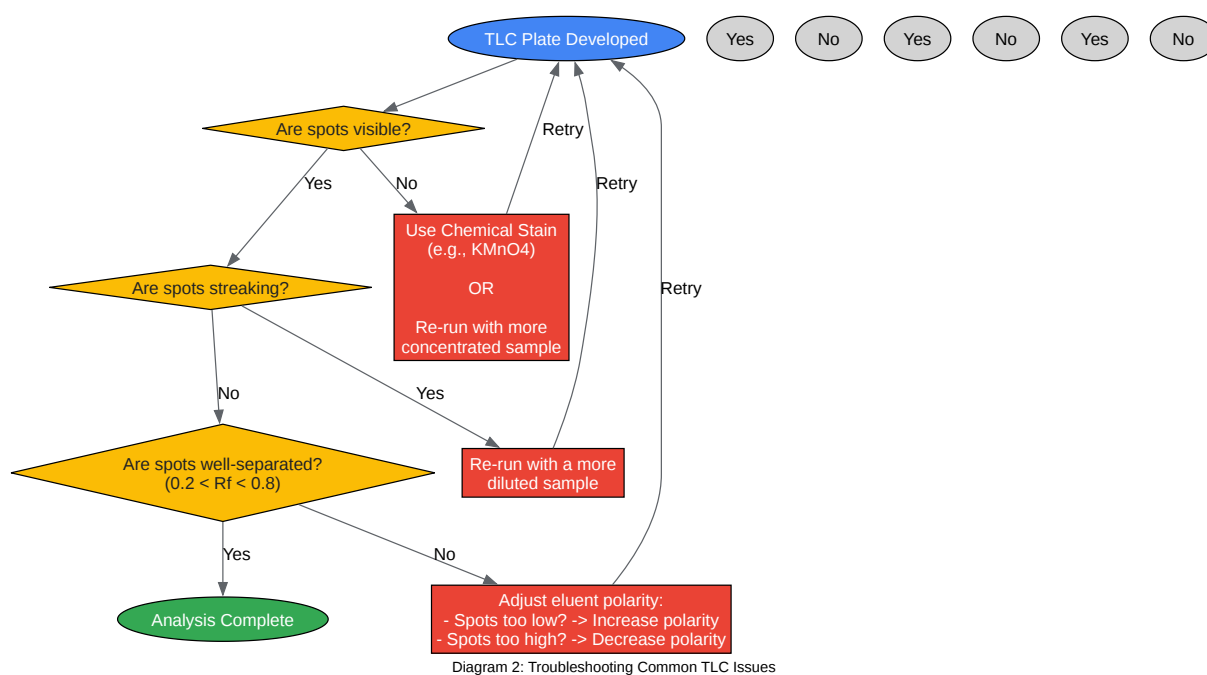 TLC Plate Developed
Yes
No
Yes
No
Yes
No
Are spots visible?
Retry
Yes
No
Retry
Use Chemical Stain
(e.g., KMnO4)
OR
Re-run with more
concentrated sample
Are spots streaking?
Retry
No
Yes
Are spots well-separated?
(0.2 < Rf < 0.8)
Re-run with a more
diluted sample
Yes
No
Analysis Complete
Adjust eluent polarity:
- Spots too low? -> Increase polarity
- Spots too high? -> Decrease polarity
Diagram 2: Troubleshooting Common TLC Issues